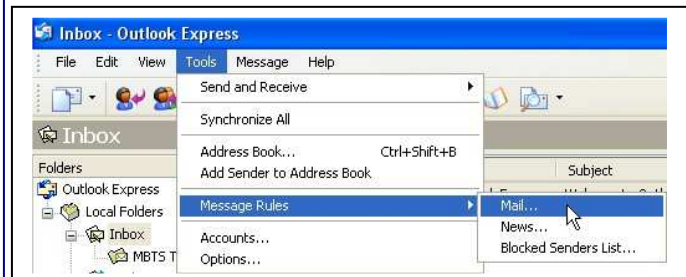 Inbox - Outlook Express
File Edit View Tools Message Help
Send and Receive
Synchronize All
Inbox
Address Book... Ctrl+Shift+B
Folders
Subject
Add Sender to Address Book
Outlook Express
Message Rules
Mail...
Local Folders
News...
Inbox
Accounts...
Blocked Senders List...
MBTS T
Options...